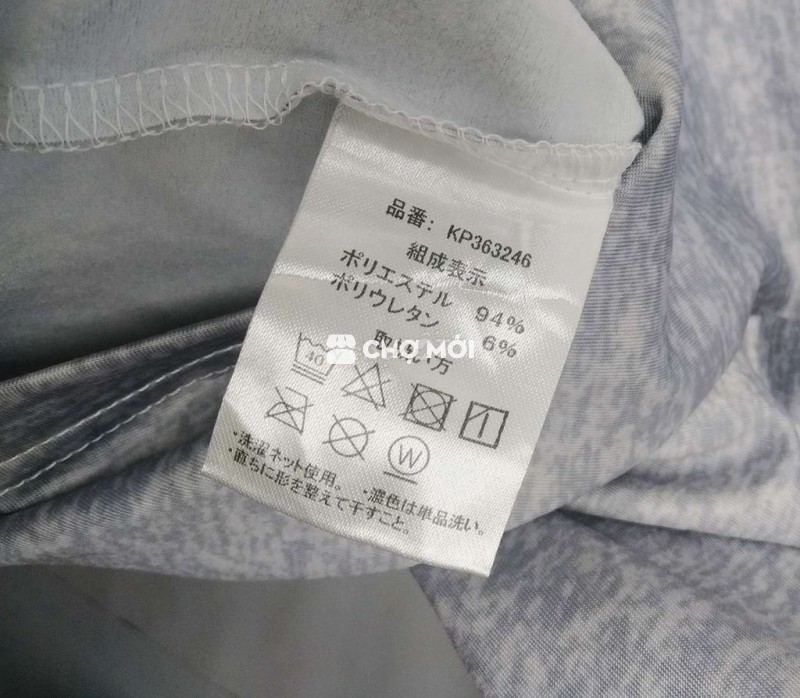 品番: KP363246
組成表示
ポリエステル 94%
ポリウレタン 6%
CHỢ MỚI
40
W
・洗濯ネット使用。 ・濃色は単品洗い。
・直ちに形を整えて干すこと。